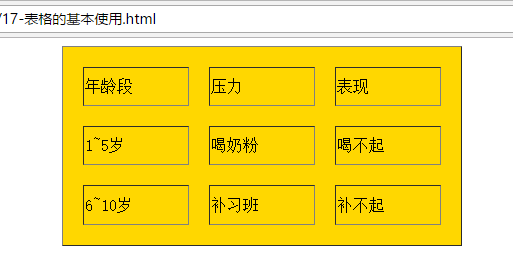 /17-表格的基本使用.html
年龄段 压力 表现
1~5岁 喝奶粉 喝不起
6~10岁 补习班 补不起